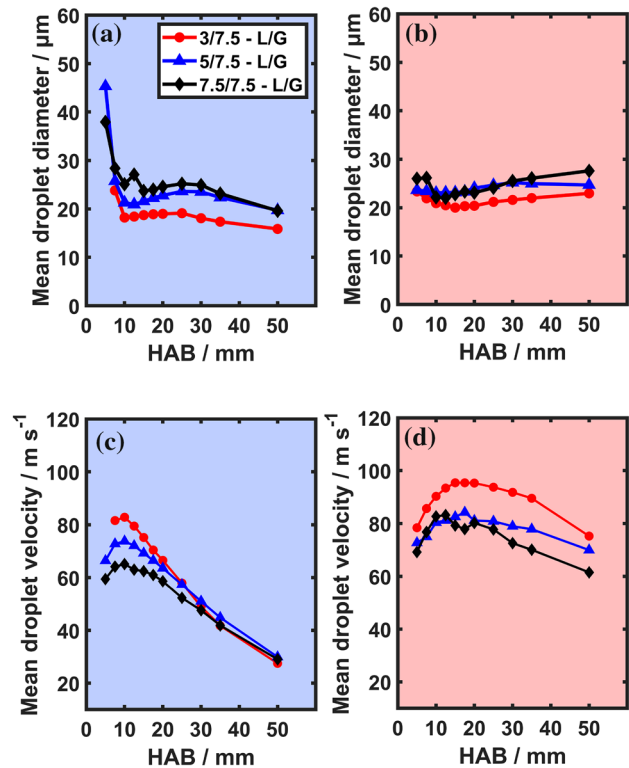 (a)
3/7.5 - L/G
5/7.5 - L/G
7.5/7.5 - L/G
Mean droplet diameter / µm
60
50
40
30
20
10
0
0 10 20 30 40 50
HAB / mm
(b)
Mean droplet diameter / µm
60
50
40
30
20
10
0
0 10 20 30 40 50
HAB / mm
(c)
Mean droplet velocity / m s⁻¹
120
100
80
60
40
20
0 10 20 30 40 50
HAB / mm
(d)
Mean droplet velocity / m s⁻¹
120
100
80
60
40
20
0 10 20 30 40 50
HAB / mm